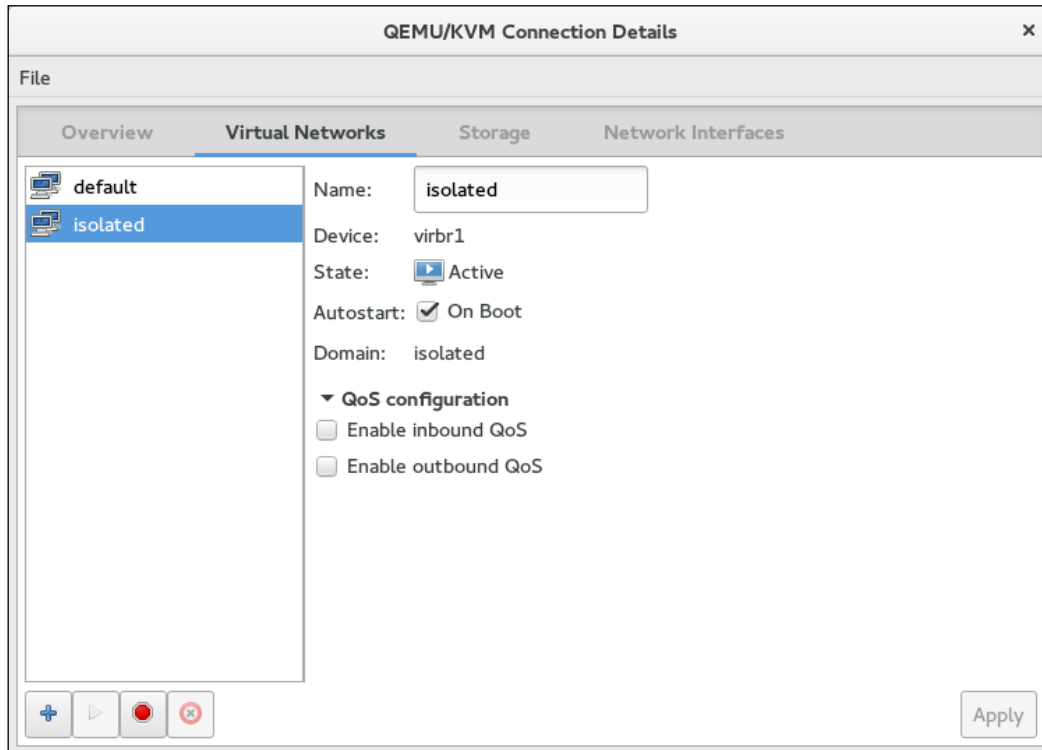 QEMU/KVM Connection Details
File
Overview Virtual Networks Storage Network Interfaces
default
isolated
Name: isolated
Device: virbr1
State: Active
Autostart: On Boot
Domain: isolated
QoS configuration
Enable inbound QoS
Enable outbound QoS
Apply